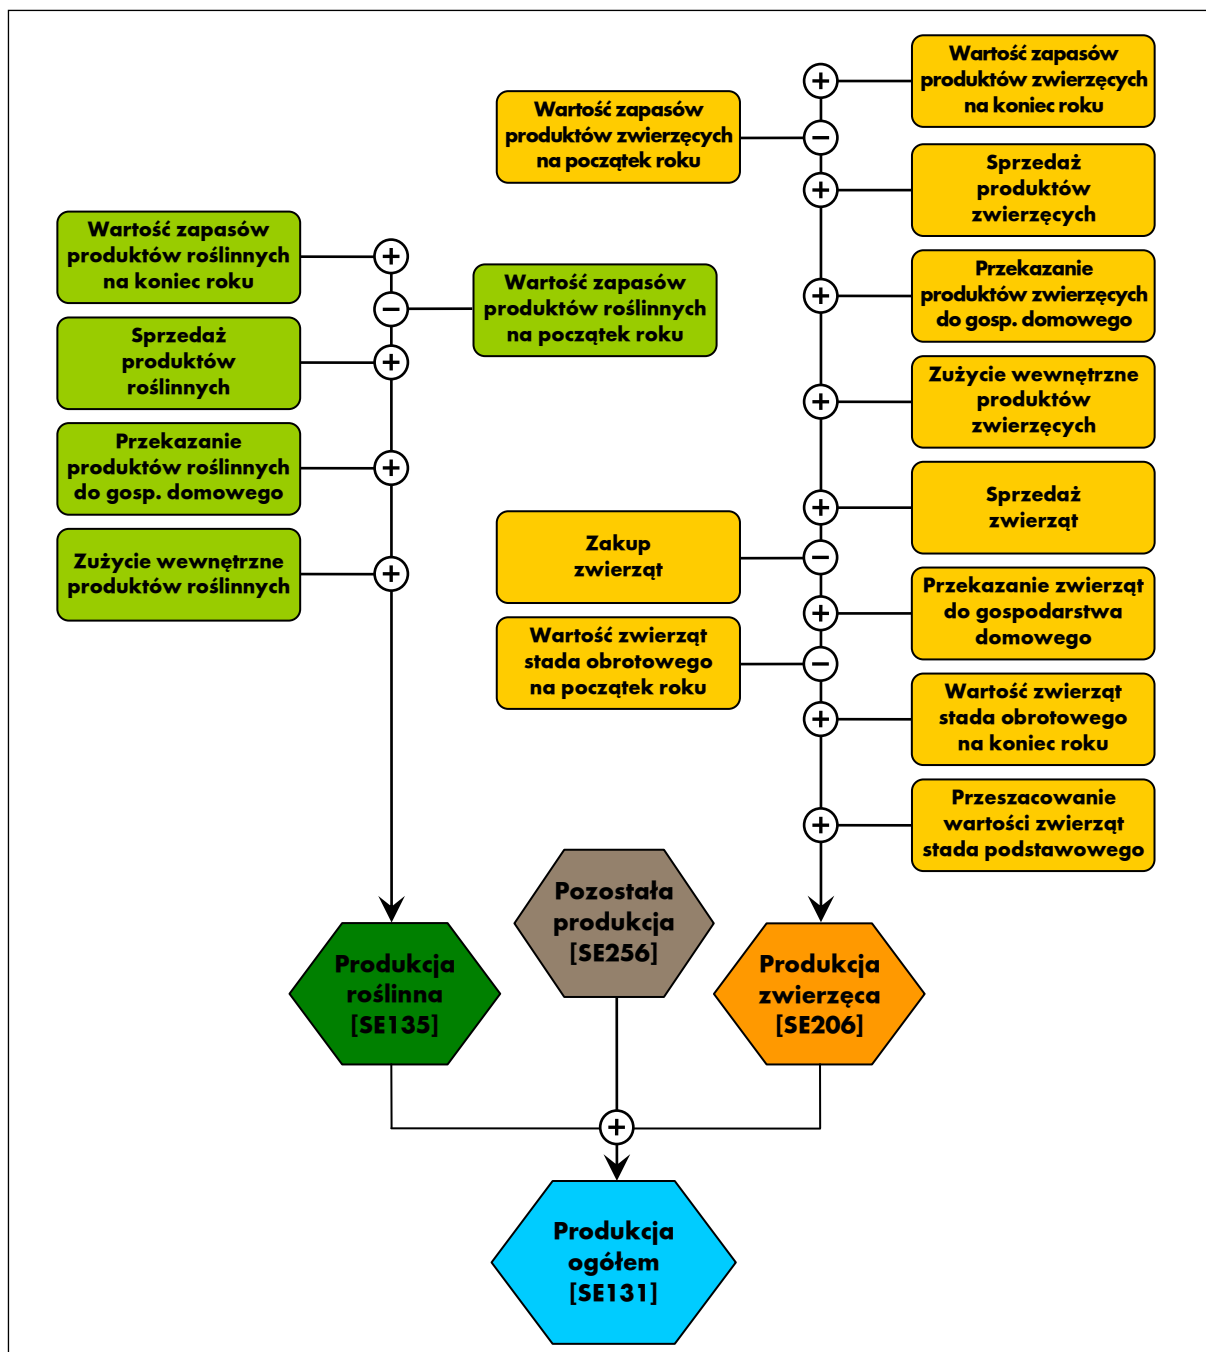 Wartość zapasów
produktów zwierzęcych
na koniec roku
Wartość zapasów
produktów zwierzęcych
na początek roku
Sprzedaż
produktów
zwierzęcych
Wartość zapasów
produktów roślinnych
na koniec roku
Wartość zapasów
produktów roślinnych
na początek roku
Przekazanie
produktów zwierzęcych
do gosp. domowego
Sprzedaż
produktów
roślinnych
Zużycie wewnętrzne
produktów
zwierzęcych
Przekazanie
produktów roślinnych
do gosp. domowego
Sprzedaż
zwierząt
Zakup
zwierząt
Zużycie wewnętrzne
produktów roślinnych
Przekazanie zwierząt
do gospodarstwa
domowego
Wartość zwierząt
stada obrotowego
na początek roku
Wartość zwierząt
stada obrotowego
na koniec roku
Przeszacowanie
wartości zwierząt
stada podstawowego
Pozostała
produkcja
[SE256]
Produkcja
roślinna
[SE135]
Produkcja
zwierzęca
[SE206]
Produkcja
ogółem
[SE131]